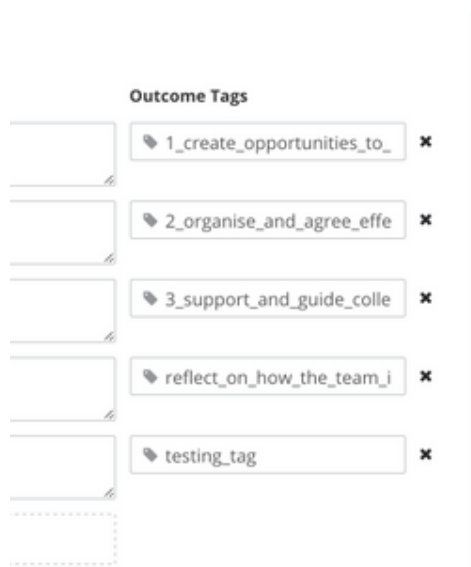 Outcome Tags
1_create_opportunities_to_
2_organise_and_agree_effe
3_support_and_guide_colle
reflect_on_how_the_team_i
testing_tag